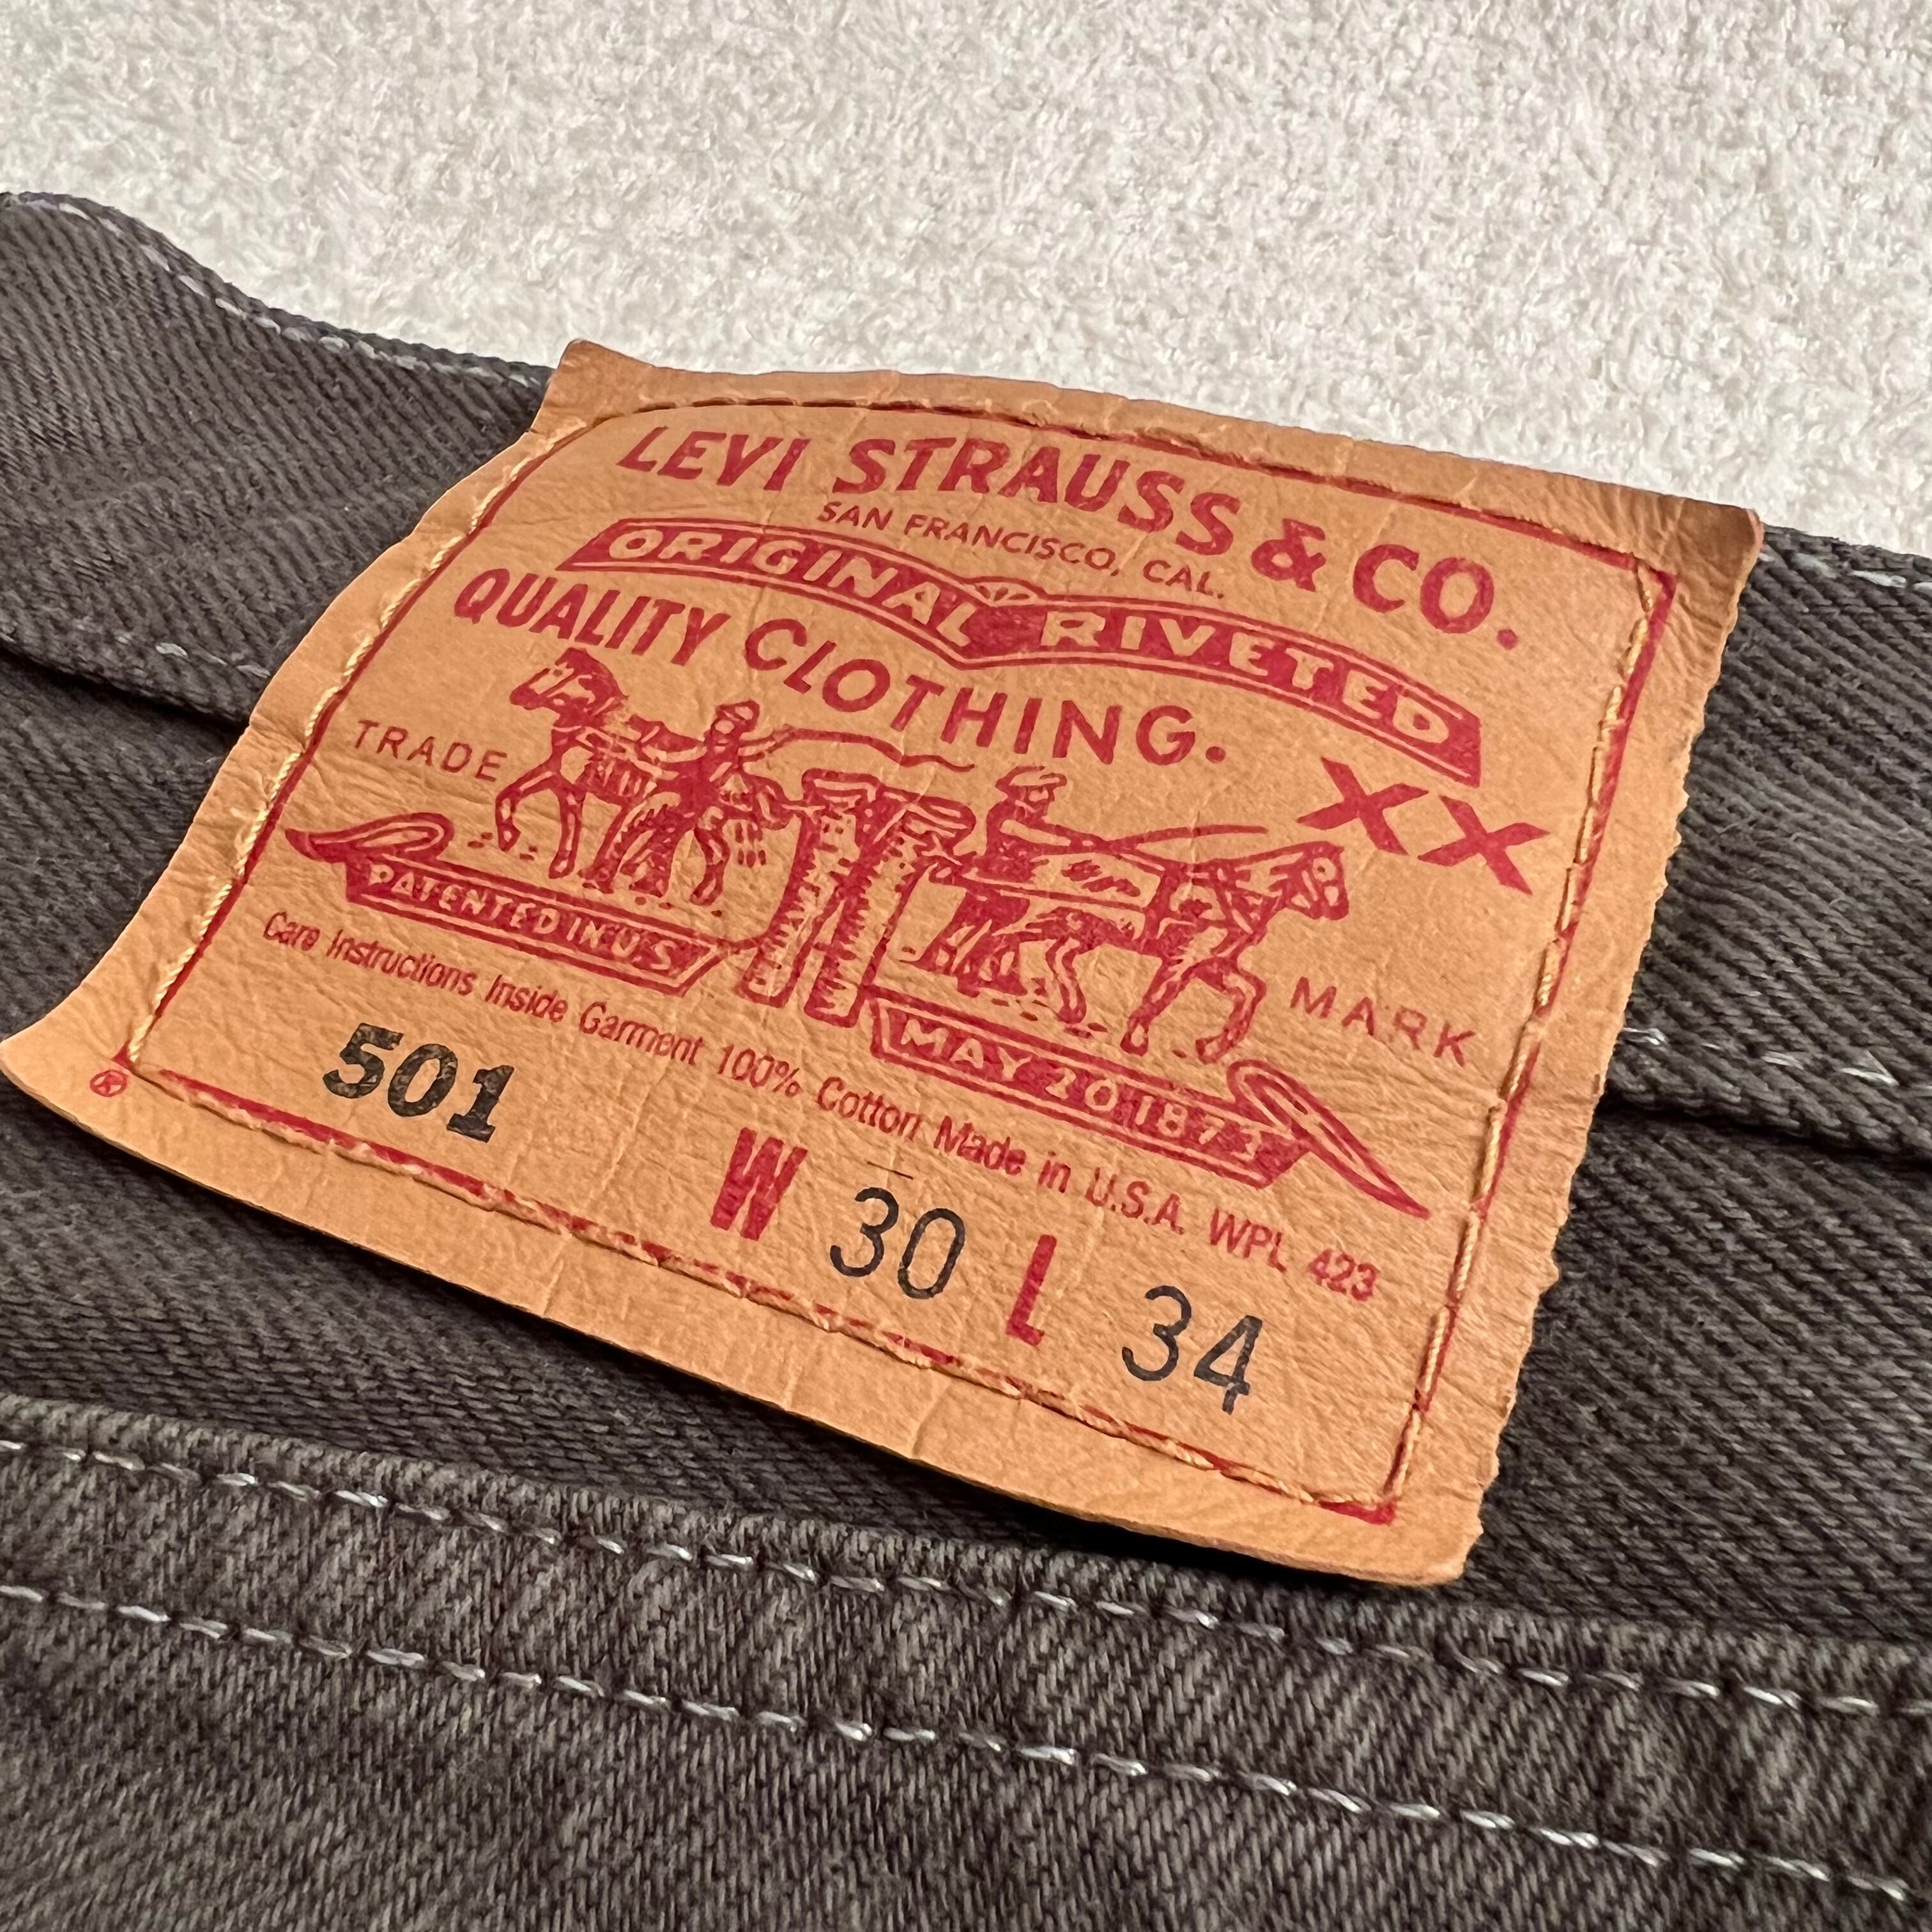 LEVI STRAUSS & CO.
SAN FRANCISCO, CAL.
ORIGINAL RIVETED
QUALITY CLOTHING.
XX
TRADE MARK
PATENTED IN U.S.
MAY 20 1873
Care Instructions Inside Garment 100% Cotton Made in U.S.A. WPL 423
501
W 30 L 34
®